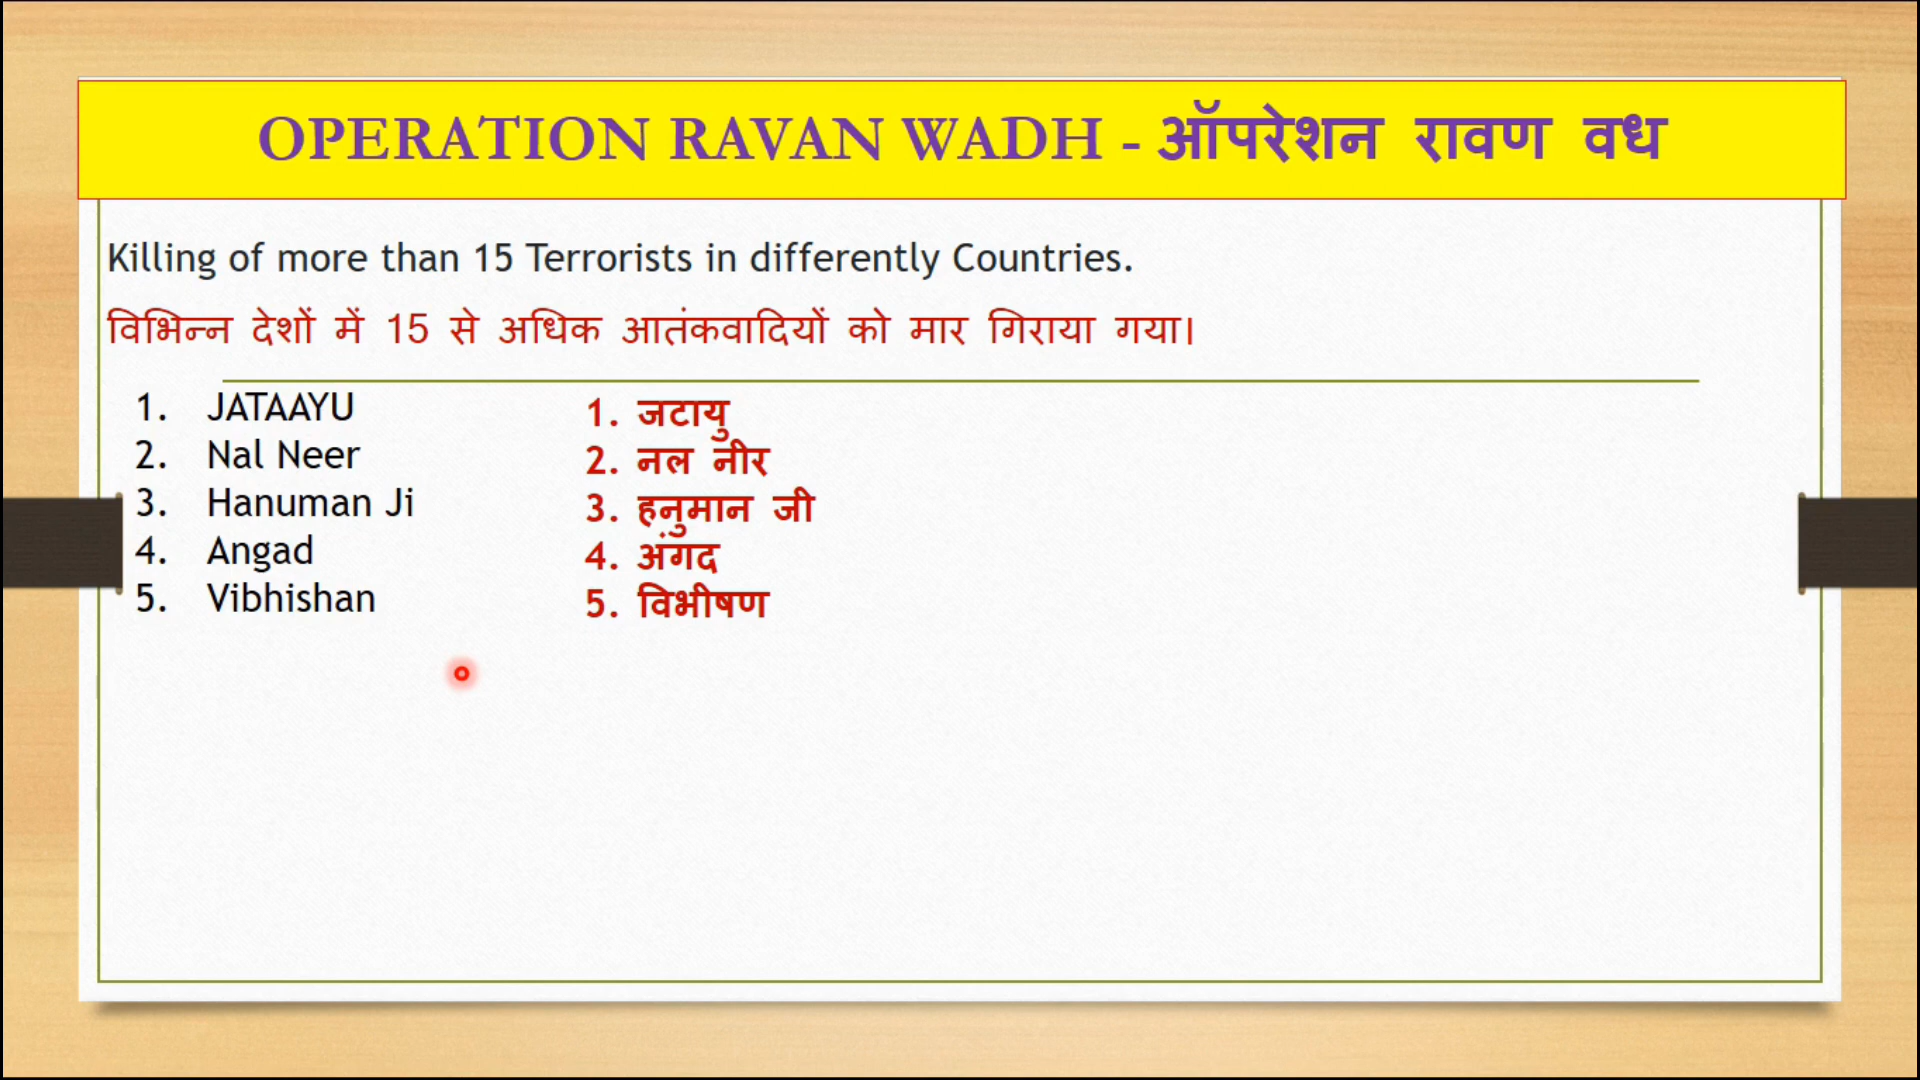 OPERATION RAVAN WADH - ऑपरेशन रावण वध
Killing of more than 15 Terrorists in differently Countries.
विभिन्न देशों में 15 से अधिक आतंकवादियों को मार गिराया गया।
1. JATAAYU
2. Nal Neer
3. Hanuman Ji
4. Angad
5. Vibhishan
1. जटायु
2. नल नीर
3. हनुमान जी
4. अंगद
5. विभीषण